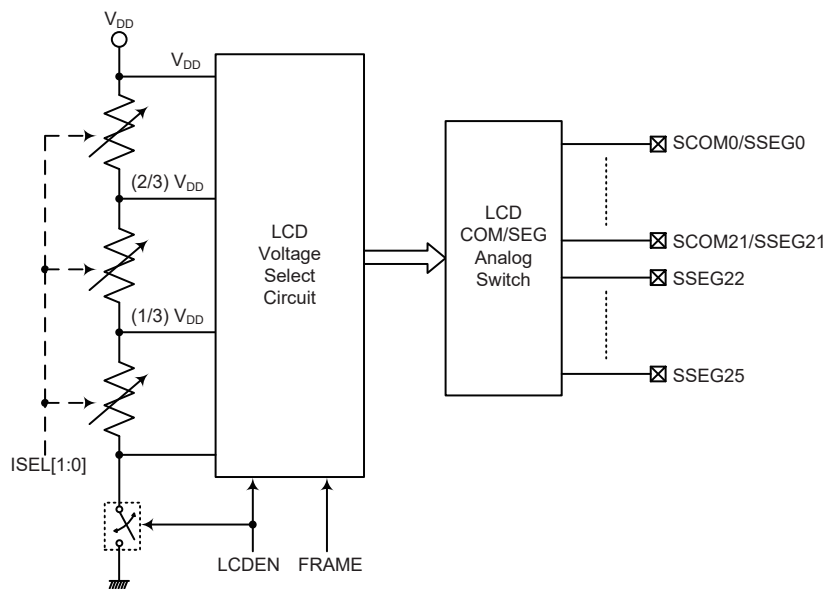 VDD
VDD
(2/3) VDD
(1/3) VDD
ISEL[1:0]
LCD
Voltage
Select
Circuit
LCDEN
FRAME
LCD
COM/SEG
Analog
Switch
SCOM0/SSEG0
SCOM21/SSEG21
SSEG22
SSEG25